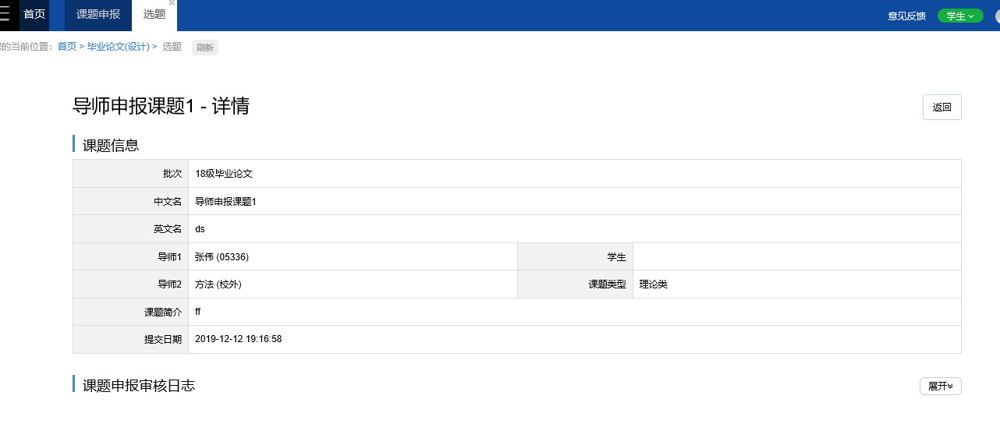 首页 课题申报 选题 意见反馈 学生
的当前位置: 首页 > 毕业论文(设计) > 选题 刷新
导师申报课题1 - 详情 返回
课题信息
批次 18级毕业论文
中文名 导师申报课题1
英文名 ds
导师1 张伟 (05336) 学生
导师2 方法 (校外) 课题类型 理论类
课题简介 ff
提交日期 2019-12-12 19:16:58
课题申报审核日志 展开